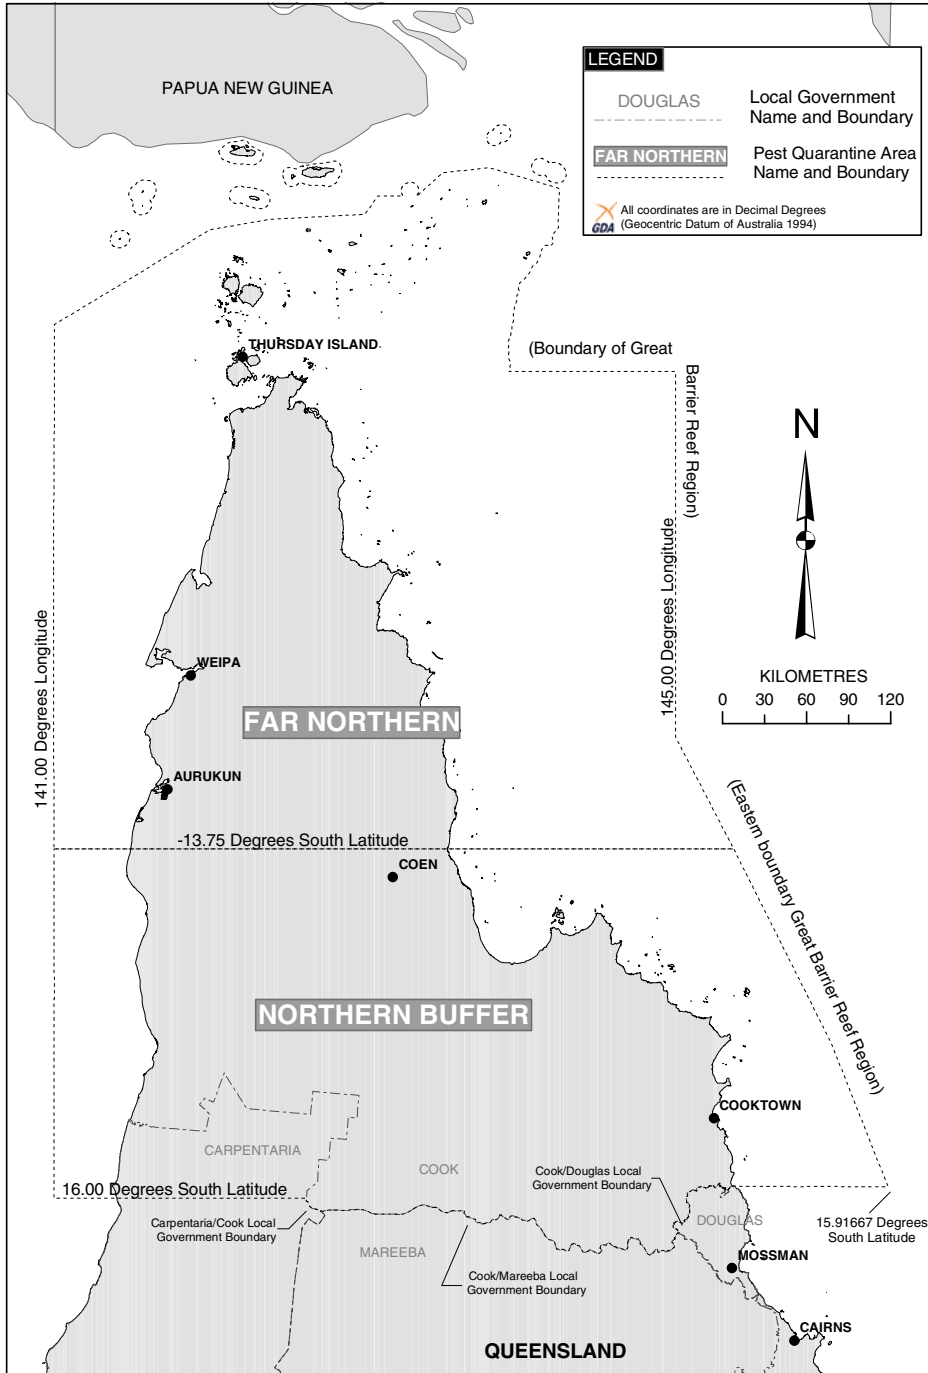 PAPUA NEW GUINEA
LEGEND
DOUGLAS
Local Government
Name and Boundary
FAR NORTHERN
Pest Quarantine Area
Name and Boundary
GDA
All coordinates are in Decimal Degrees
(Geocentric Datum of Australia 1994)
THURSDAY ISLAND
(Boundary of Great
Barrier Reef Region)
N
145.00 Degrees Longitude
141.00 Degrees Longitude
WEIPA
KILOMETRES
0 30 60 90 120
FAR NORTHERN
AURUKUN
-13.75 Degrees South Latitude
COEN
(Eastern boundary Great Barrier Reef Region)
NORTHERN BUFFER
COOKTOWN
CARPENTARIA
COOK
Cook/Douglas Local
Government Boundary
16.00 Degrees South Latitude
Carpentaria/Cook Local
Government Boundary
DOUGLAS
15.91667 Degrees
South Latitude
MAREEBA
MOSSMAN
Cook/Mareeba Local
Government Boundary
CAIRNS
QUEENSLAND